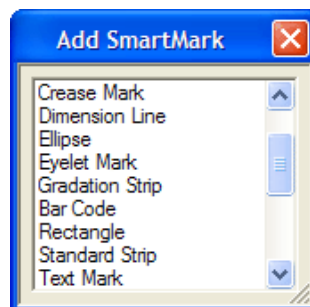 Add SmartMark
Crease Mark
Dimension Line
Ellipse
Eyelet Mark
Gradation Strip
Bar Code
Rectangle
Standard Strip
Text Mark